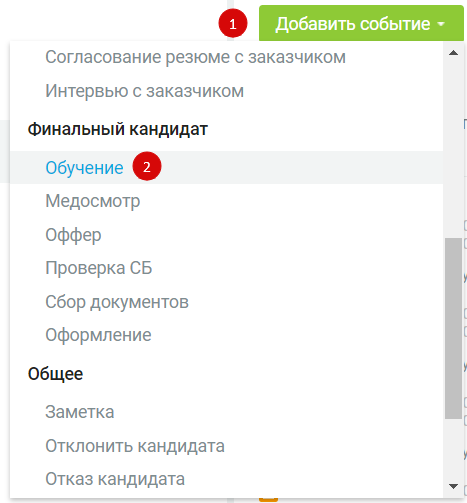 1 Добавить событие
Согласование резюме с заказчиком
Интервью с заказчиком
Финальный кандидат
Обучение 2
Медосмотр
Оффер
Проверка СБ
Сбор документов
Оформление
Общее
Заметка
Отклонить кандидата
Отказ кандидата